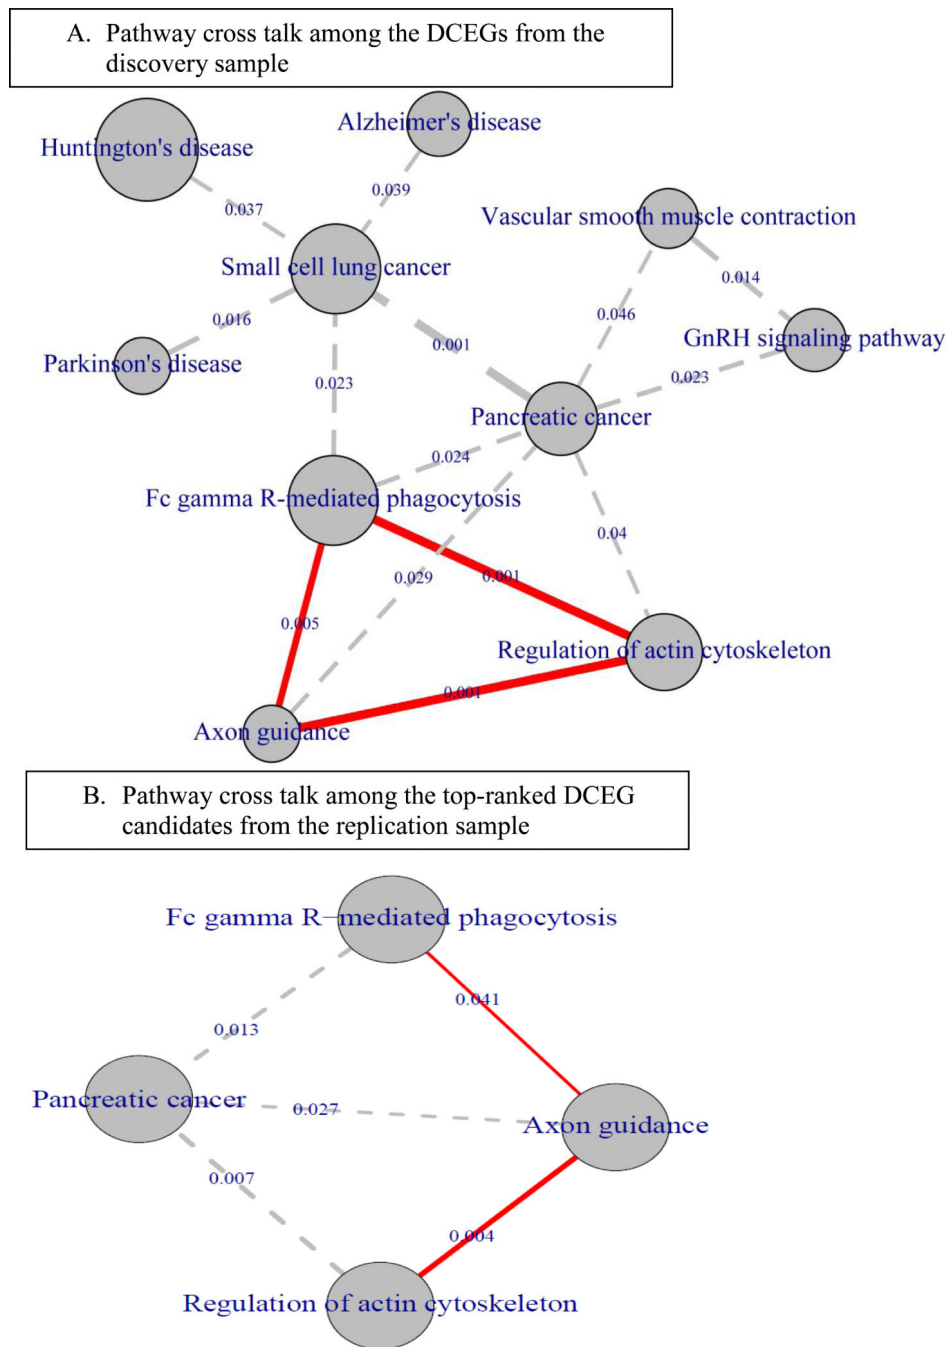 A. Pathway cross talk among the DCEGs from the
discovery sample
Alzheimer's disease
Huntington's disease
0.039
0.037
Vascular smooth muscle contraction
Small cell lung cancer
0.014
0.016
0.046
GnRH signaling pathway
0.001
Parkinson's disease
0.023
0.023
Pancreatic cancer
0.024
Fc gamma R-mediated phagocytosis
0.04
0.029
0.001
0.005
Regulation of actin cytoskeleton
0.001
Axon guidance
B. Pathway cross talk among the top-ranked DCEG
candidates from the replication sample
Fc gamma R−mediated phagocytosis
0.041
0.013
Pancreatic cancer
0.027
Axon guidance
0.007
0.004
Regulation of actin cytoskeleton